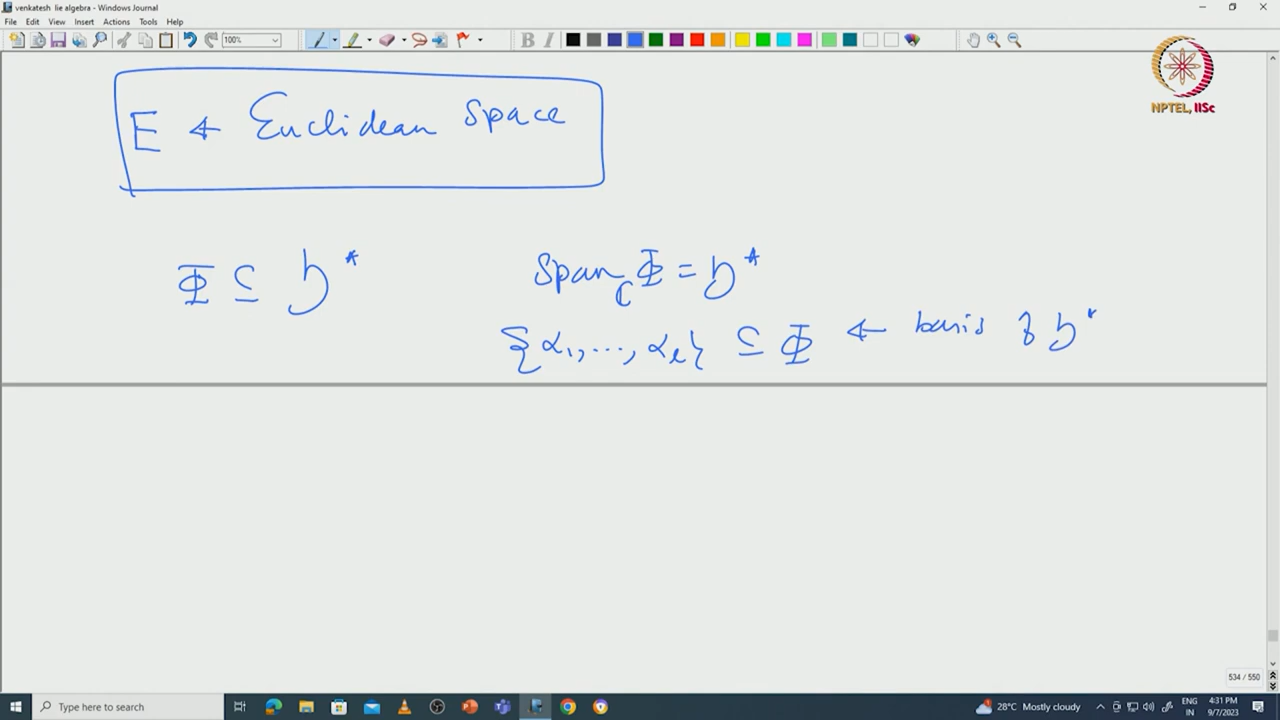 venkatesh lie algebra - Windows Journal
File Edit View Insert Actions Tools Help
100%
B I
NPTEL, IISc
E ← Euclidean Space
Φ ⊆ h*
Span_C Φ = h*
{α₁, ..., α_l} ⊆ Φ ← basis of h*
534 / 550
Type here to search
28°C Mostly cloudy
ENG
IN
4:31 PM
9/7/2023